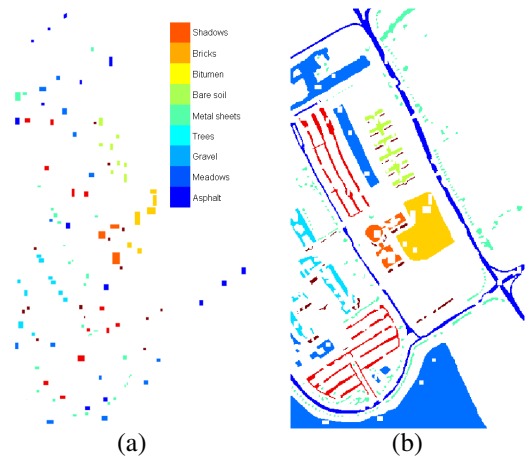 Shadows
Bricks
Bitumen
Bare soil
Metal sheets
Trees
Gravel
Meadows
Asphalt
(a)
(b)